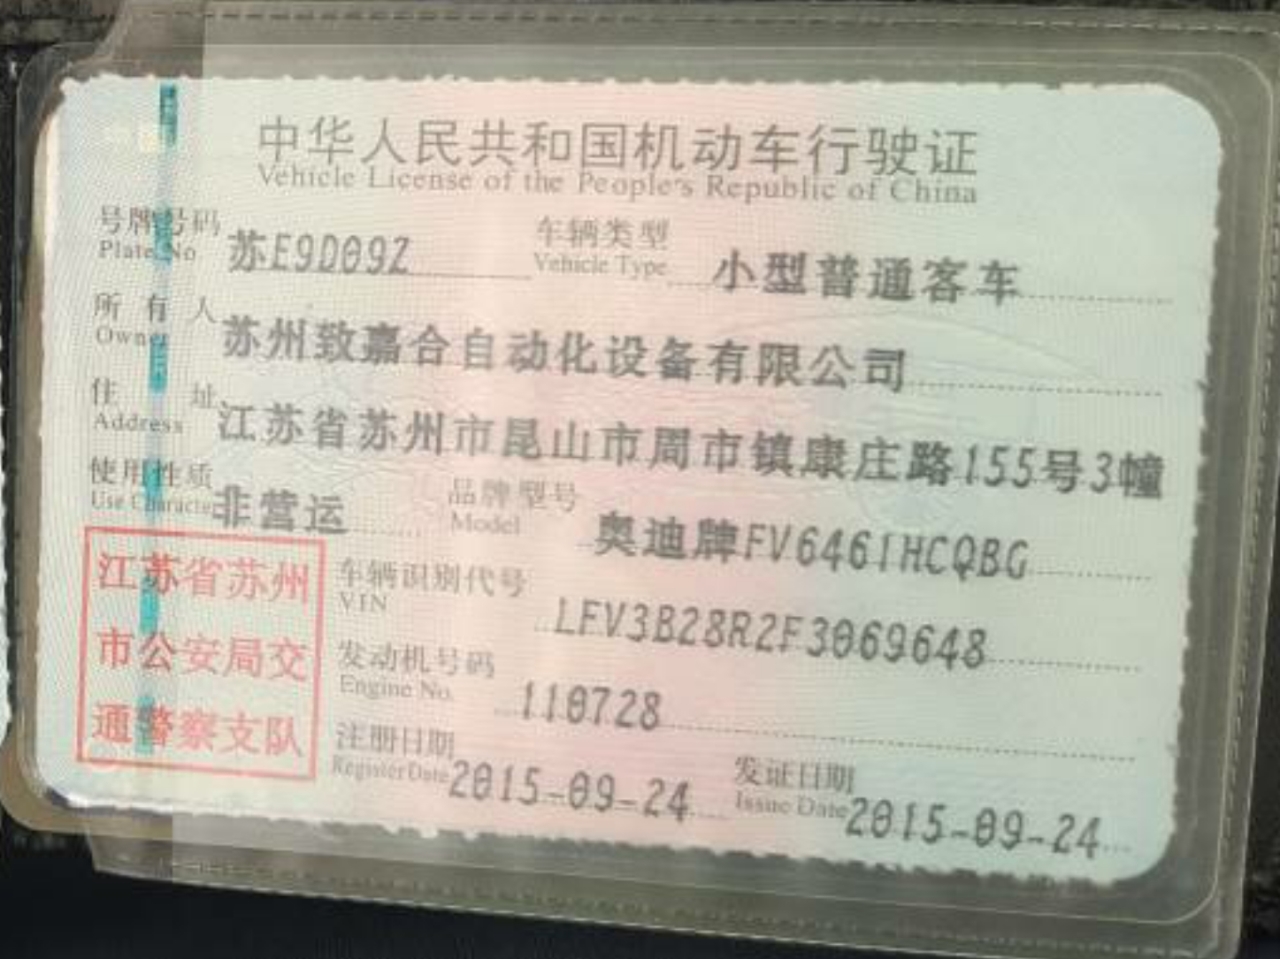 中华人民共和国机动车行驶证
Vehicle License of the People's Republic of China
号牌号码 苏E9D09Z 车辆类型 小型普通客车
Plate No Vehicle Type
所有人 苏州致嘉合自动化设备有限公司
Owner
住址 江苏省苏州市昆山市周市镇康庄路155号3幢
Address
使用性质 非营运 品牌型号 奥迪牌FV6461HCQBG
Use Character Model
江苏省苏州
市公安局交
通警察支队
车辆识别代号 LFV3B28R2F3069648
VIN
发动机号码 110728
Engine No.
注册日期 2015-09-24 发证日期 2015-09-24
Register Date Issue Date